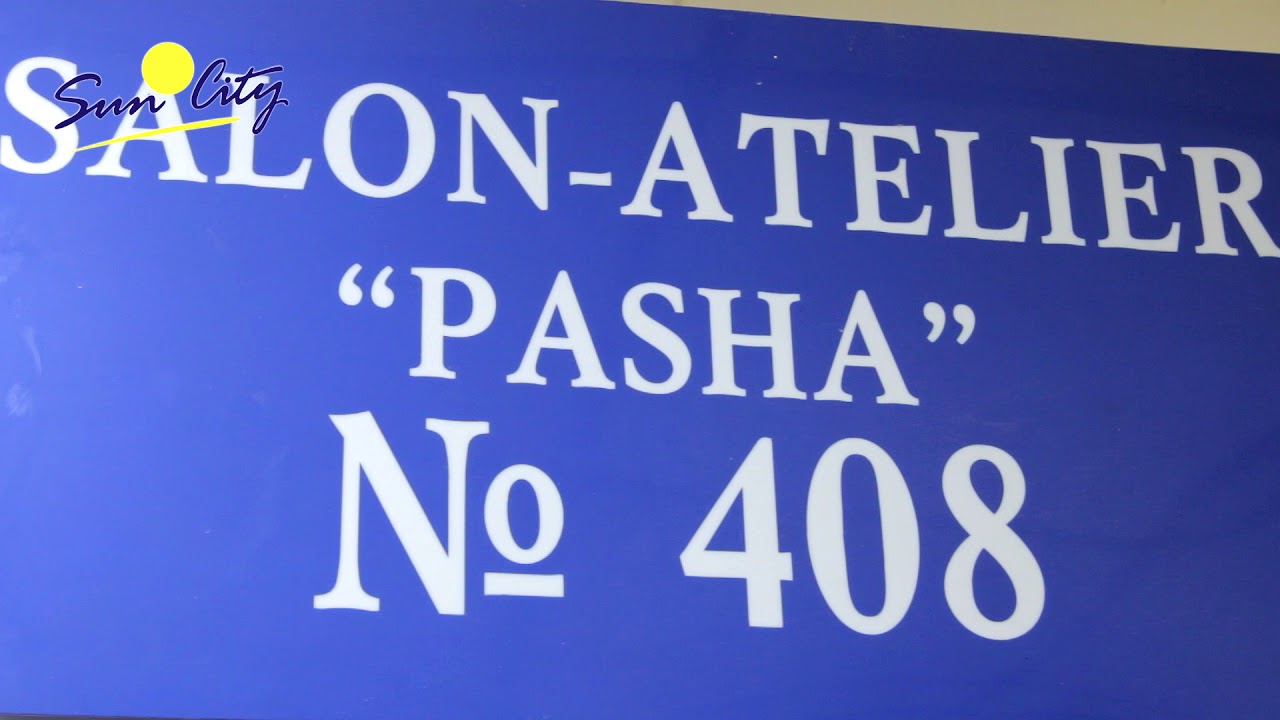 Sun City
SALON-ATELIER
“PASHA”
№ 408